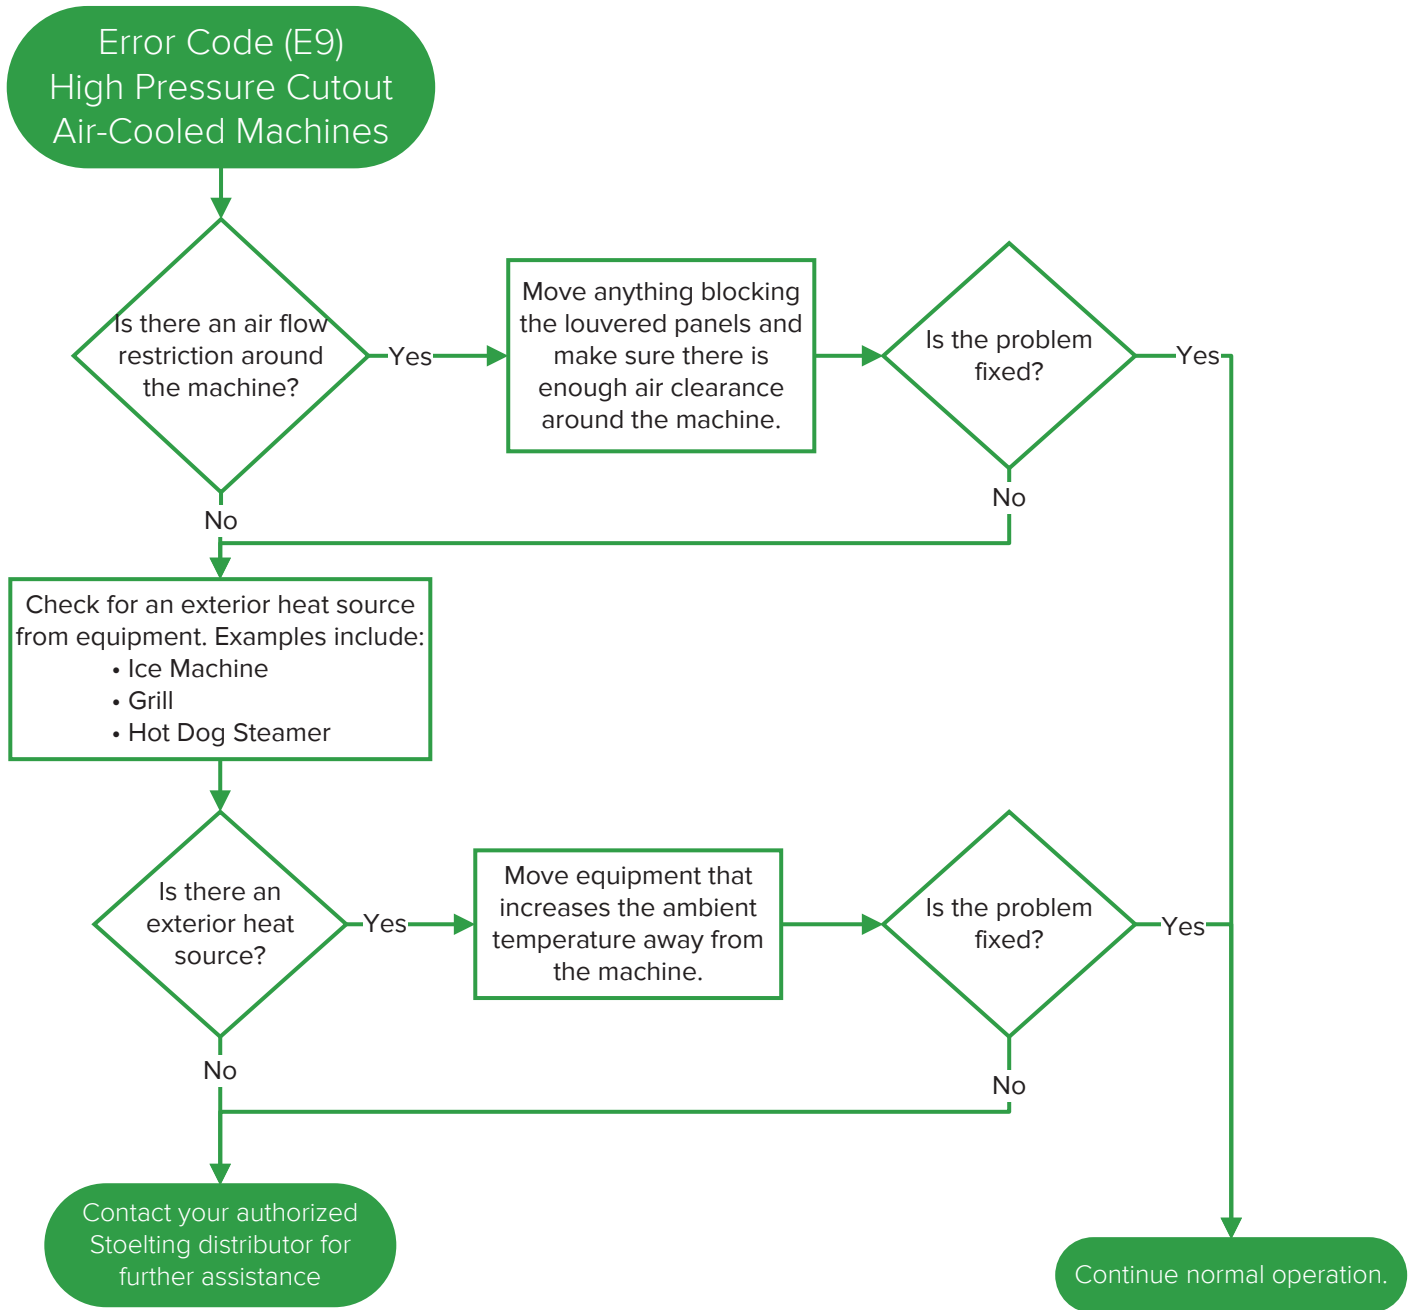 Error Code (E9)
High Pressure Cutout
Air-Cooled Machines
Is there an air flow
restriction around
the machine?
Yes
Move anything blocking
the louvered panels and
make sure there is
enough air clearance
around the machine.
Is the problem
fixed?
Yes
No
No
Check for an exterior heat source
from equipment. Examples include:
• Ice Machine
• Grill
• Hot Dog Steamer
Is there an
exterior heat
source?
Yes
Move equipment that
increases the ambient
temperature away from
the machine.
Is the problem
fixed?
Yes
No
No
Contact your authorized
Stoelting distributor for
further assistance
Continue normal operation.